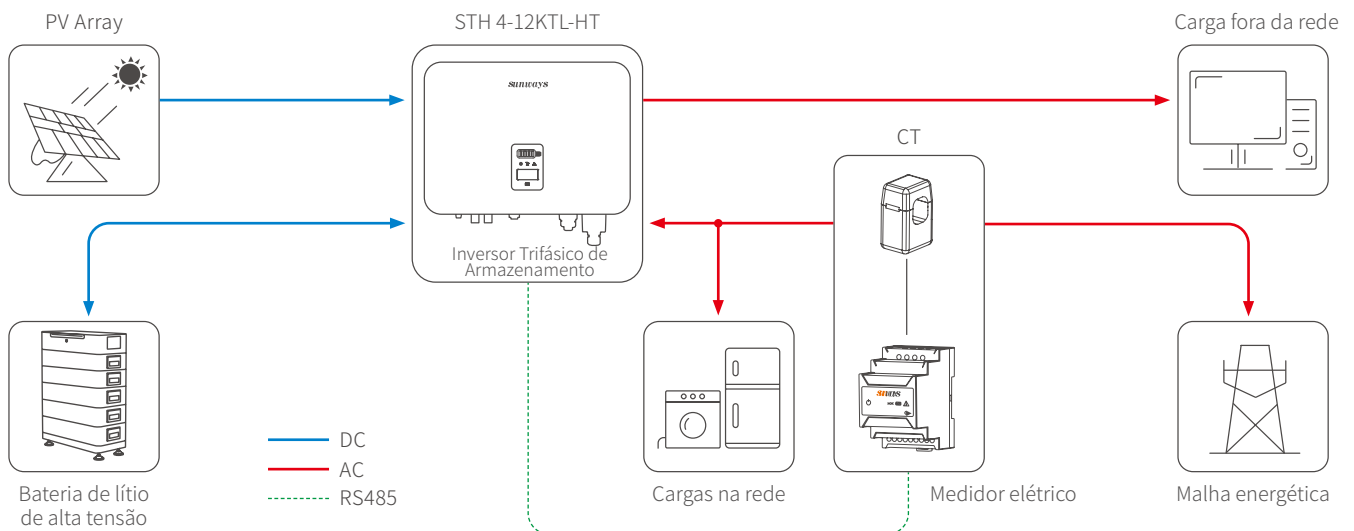 PV Array
STH 4-12KTL-HT
Carga fora da rede
sunways
CT
Inversor Trifásico de
Armazenamento
DC
AC
RS485
Bateria de lítio
de alta tensão
Cargas na rede
Medidor elétrico
Malha energética